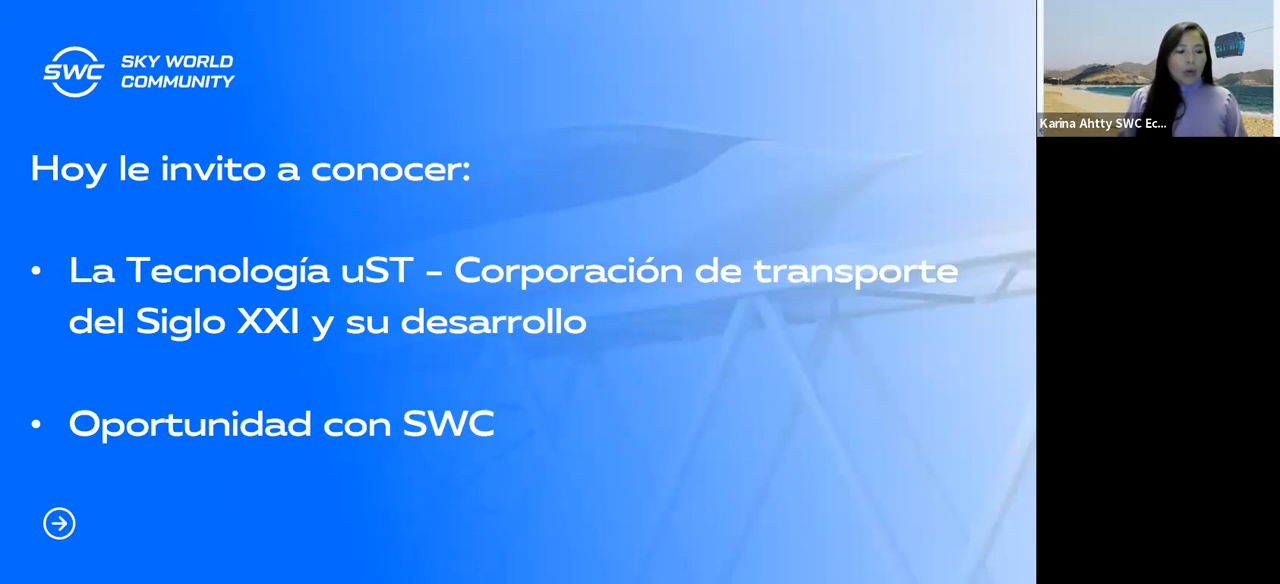 SWC SKY WORLD
COMMUNITY
Hoy le invito a conocer:
• La Tecnología uST – Corporación de transporte
del Siglo XXI y su desarrollo
• Oportunidad con SWC
Karina Ahtty SWC Ec...